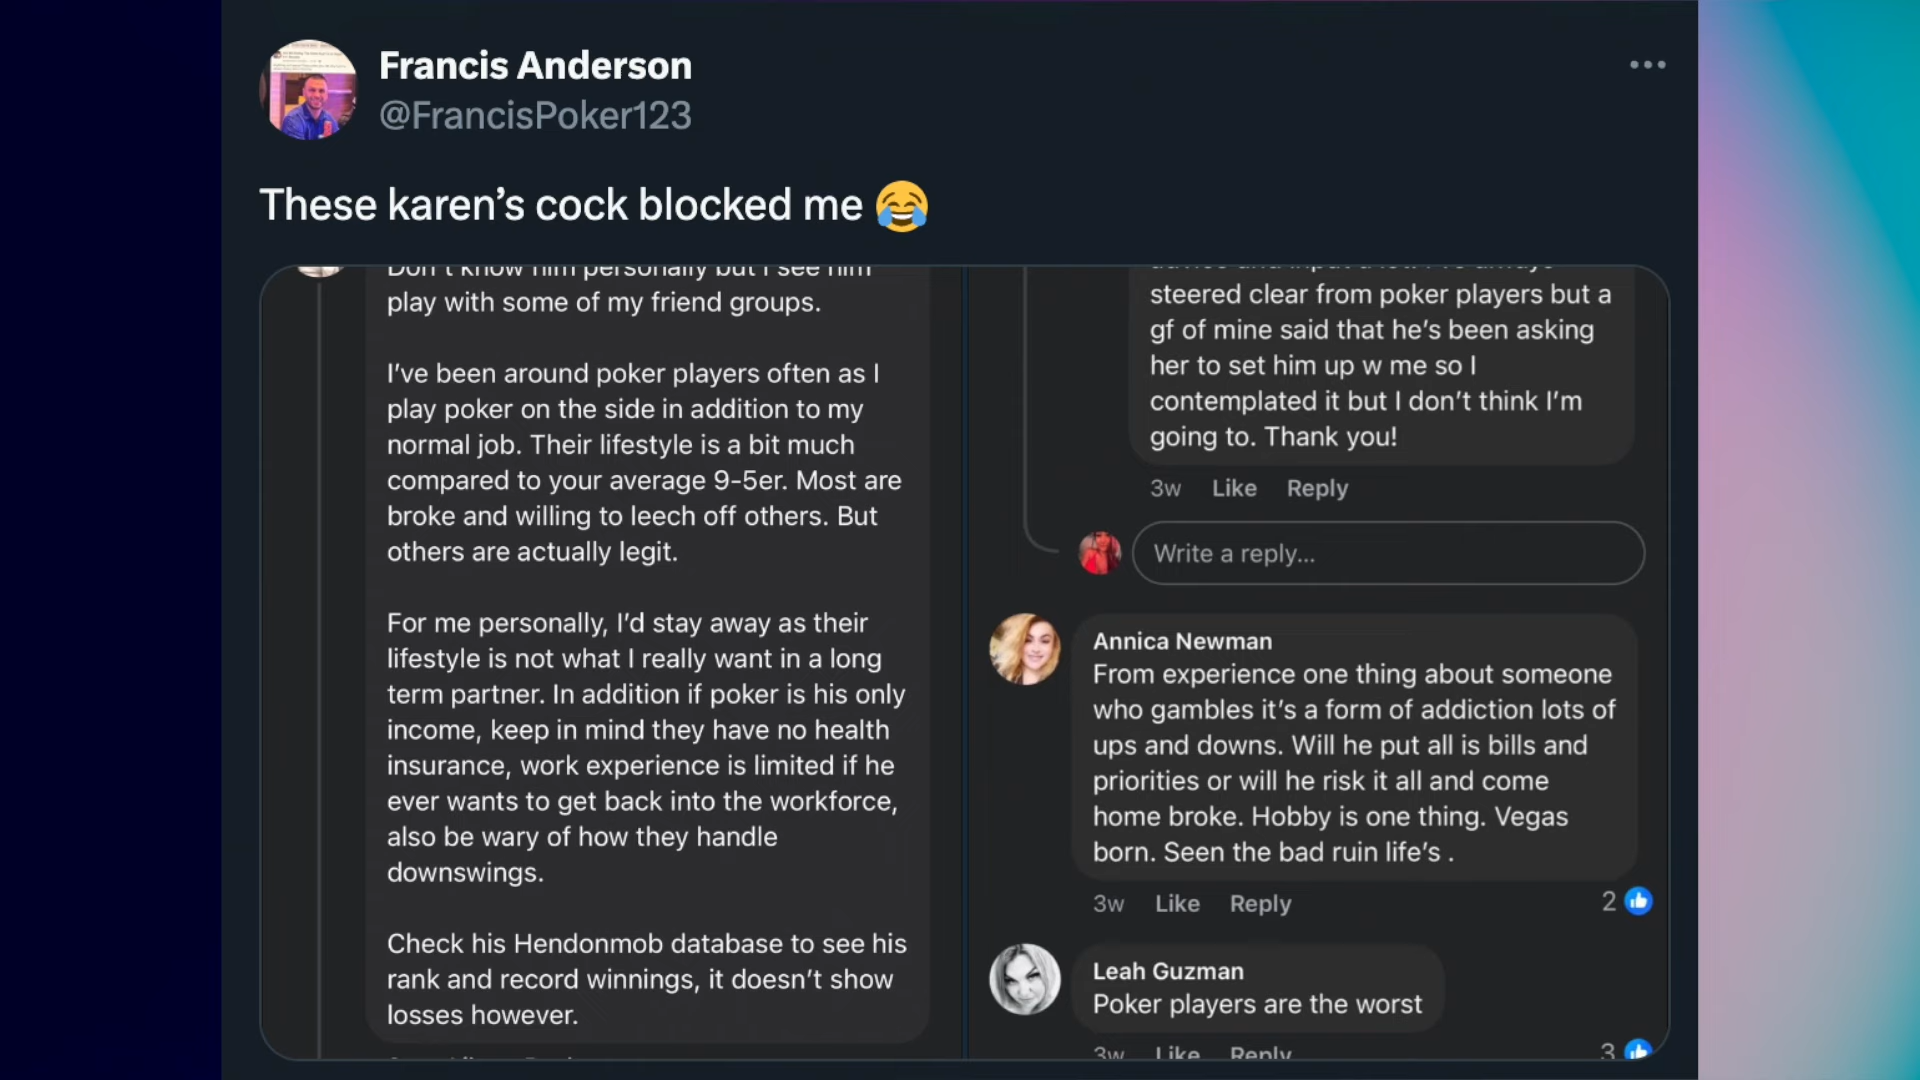 Francis Anderson
@FrancisPoker123
These karen's cock blocked me
Don't know him personally but I see him
play with some of my friend groups.
I've been around poker players often as I
play poker on the side in addition to my
normal job. Their lifestyle is a bit much
compared to your average 9-5er. Most are
broke and willing to leech off others. But
others are actually legit.
For me personally, I'd stay away as their
lifestyle is not what I really want in a long
term partner. In addition if poker is his only
income, keep in mind they have no health
insurance, work experience is limited if he
ever wants to get back into the workforce,
also be wary of how they handle
downswings.
Check his Hendonmob database to see his
rank and record winnings, it doesn't show
losses however.
steered clear from poker players but a
gf of mine said that he's been asking
her to set him up w me so I
contemplated it but I don't think I'm
going to. Thank you!
3w Like Reply
Write a reply...
Annica Newman
From experience one thing about someone
who gambles it's a form of addiction lots of
ups and downs. Will he put all is bills and
priorities or will he risk it all and come
home broke. Hobby is one thing. Vegas
born. Seen the bad ruin life's .
3w Like Reply 2
Leah Guzman
Poker players are the worst
3w Like Reply 3